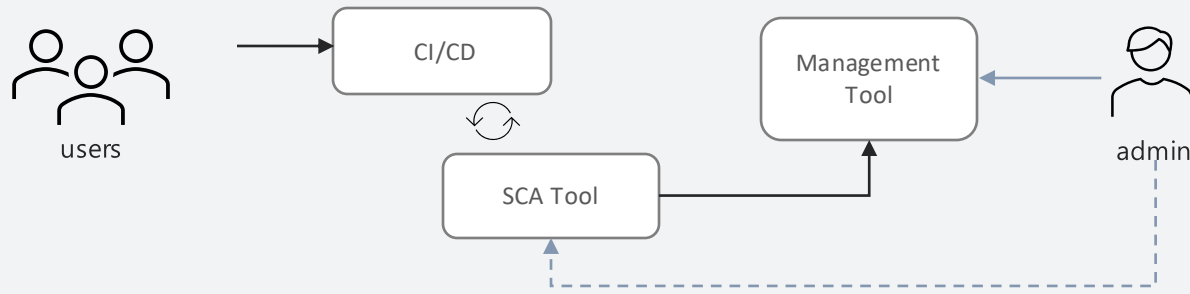 CI/CD
Management
Tool
users
admin
SCA Tool